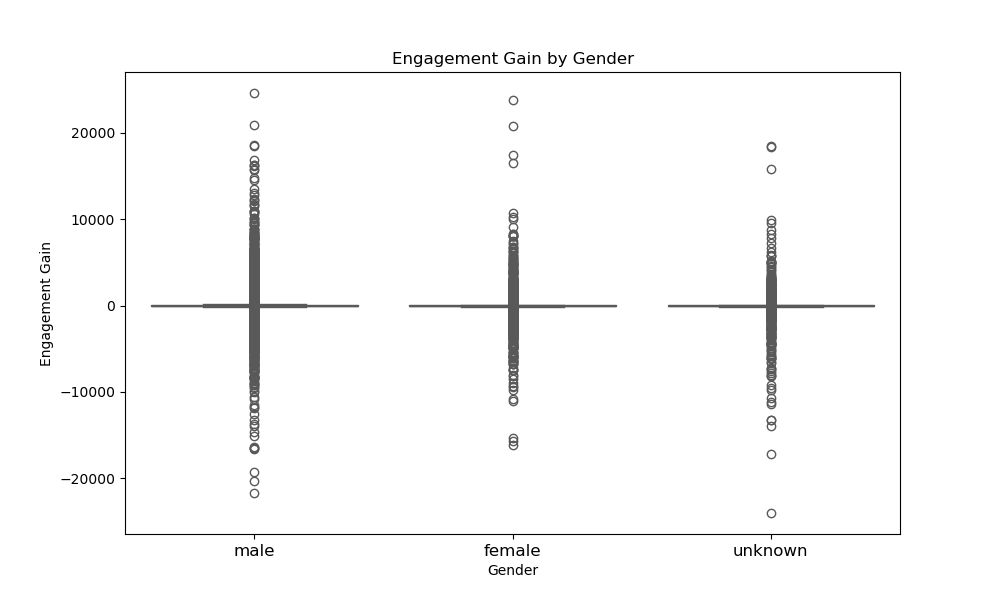 Engagement Gain by Gender
Engagement Gain
20000
10000
0
−10000
−20000
male
female
unknown
Gender